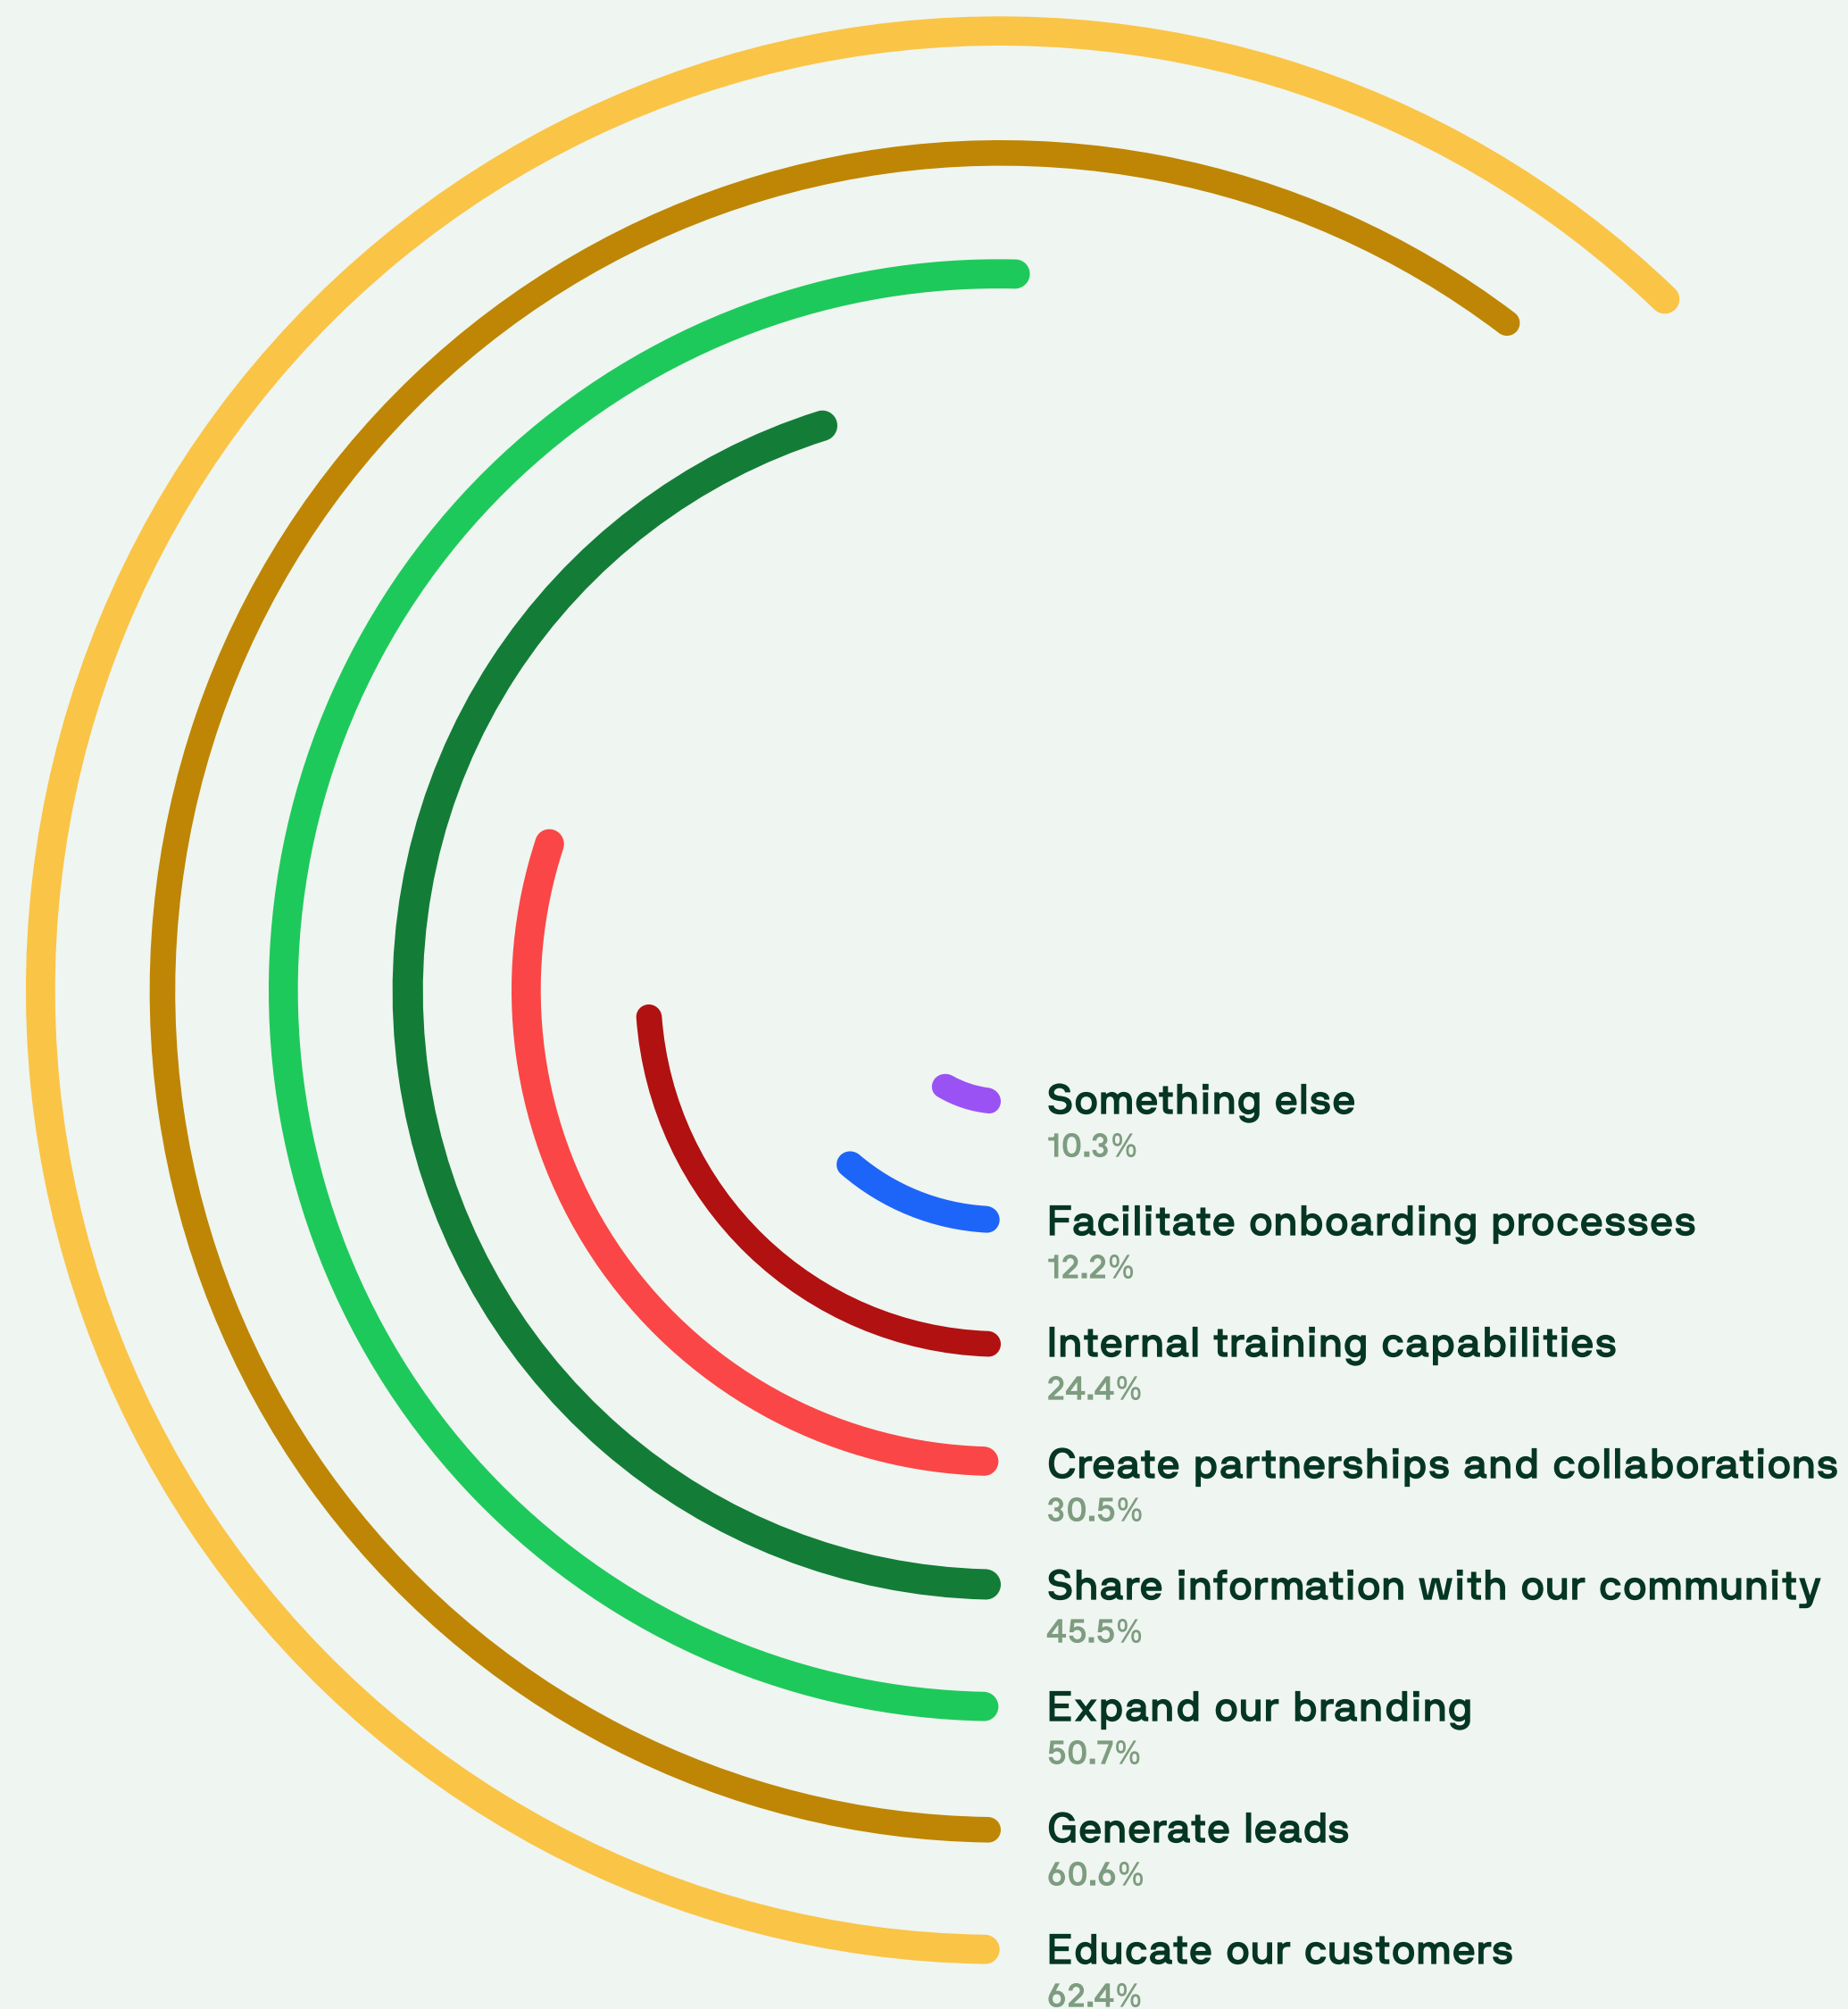 Something else
10.3%
Facilitate onboarding processes
12.2%
Internal training capabilities
24.4%
Create partnerships and collaborations
30.5%
Share information with our community
45.5%
Expand our branding
50.7%
Generate leads
60.6%
Educate our customers
62.4%